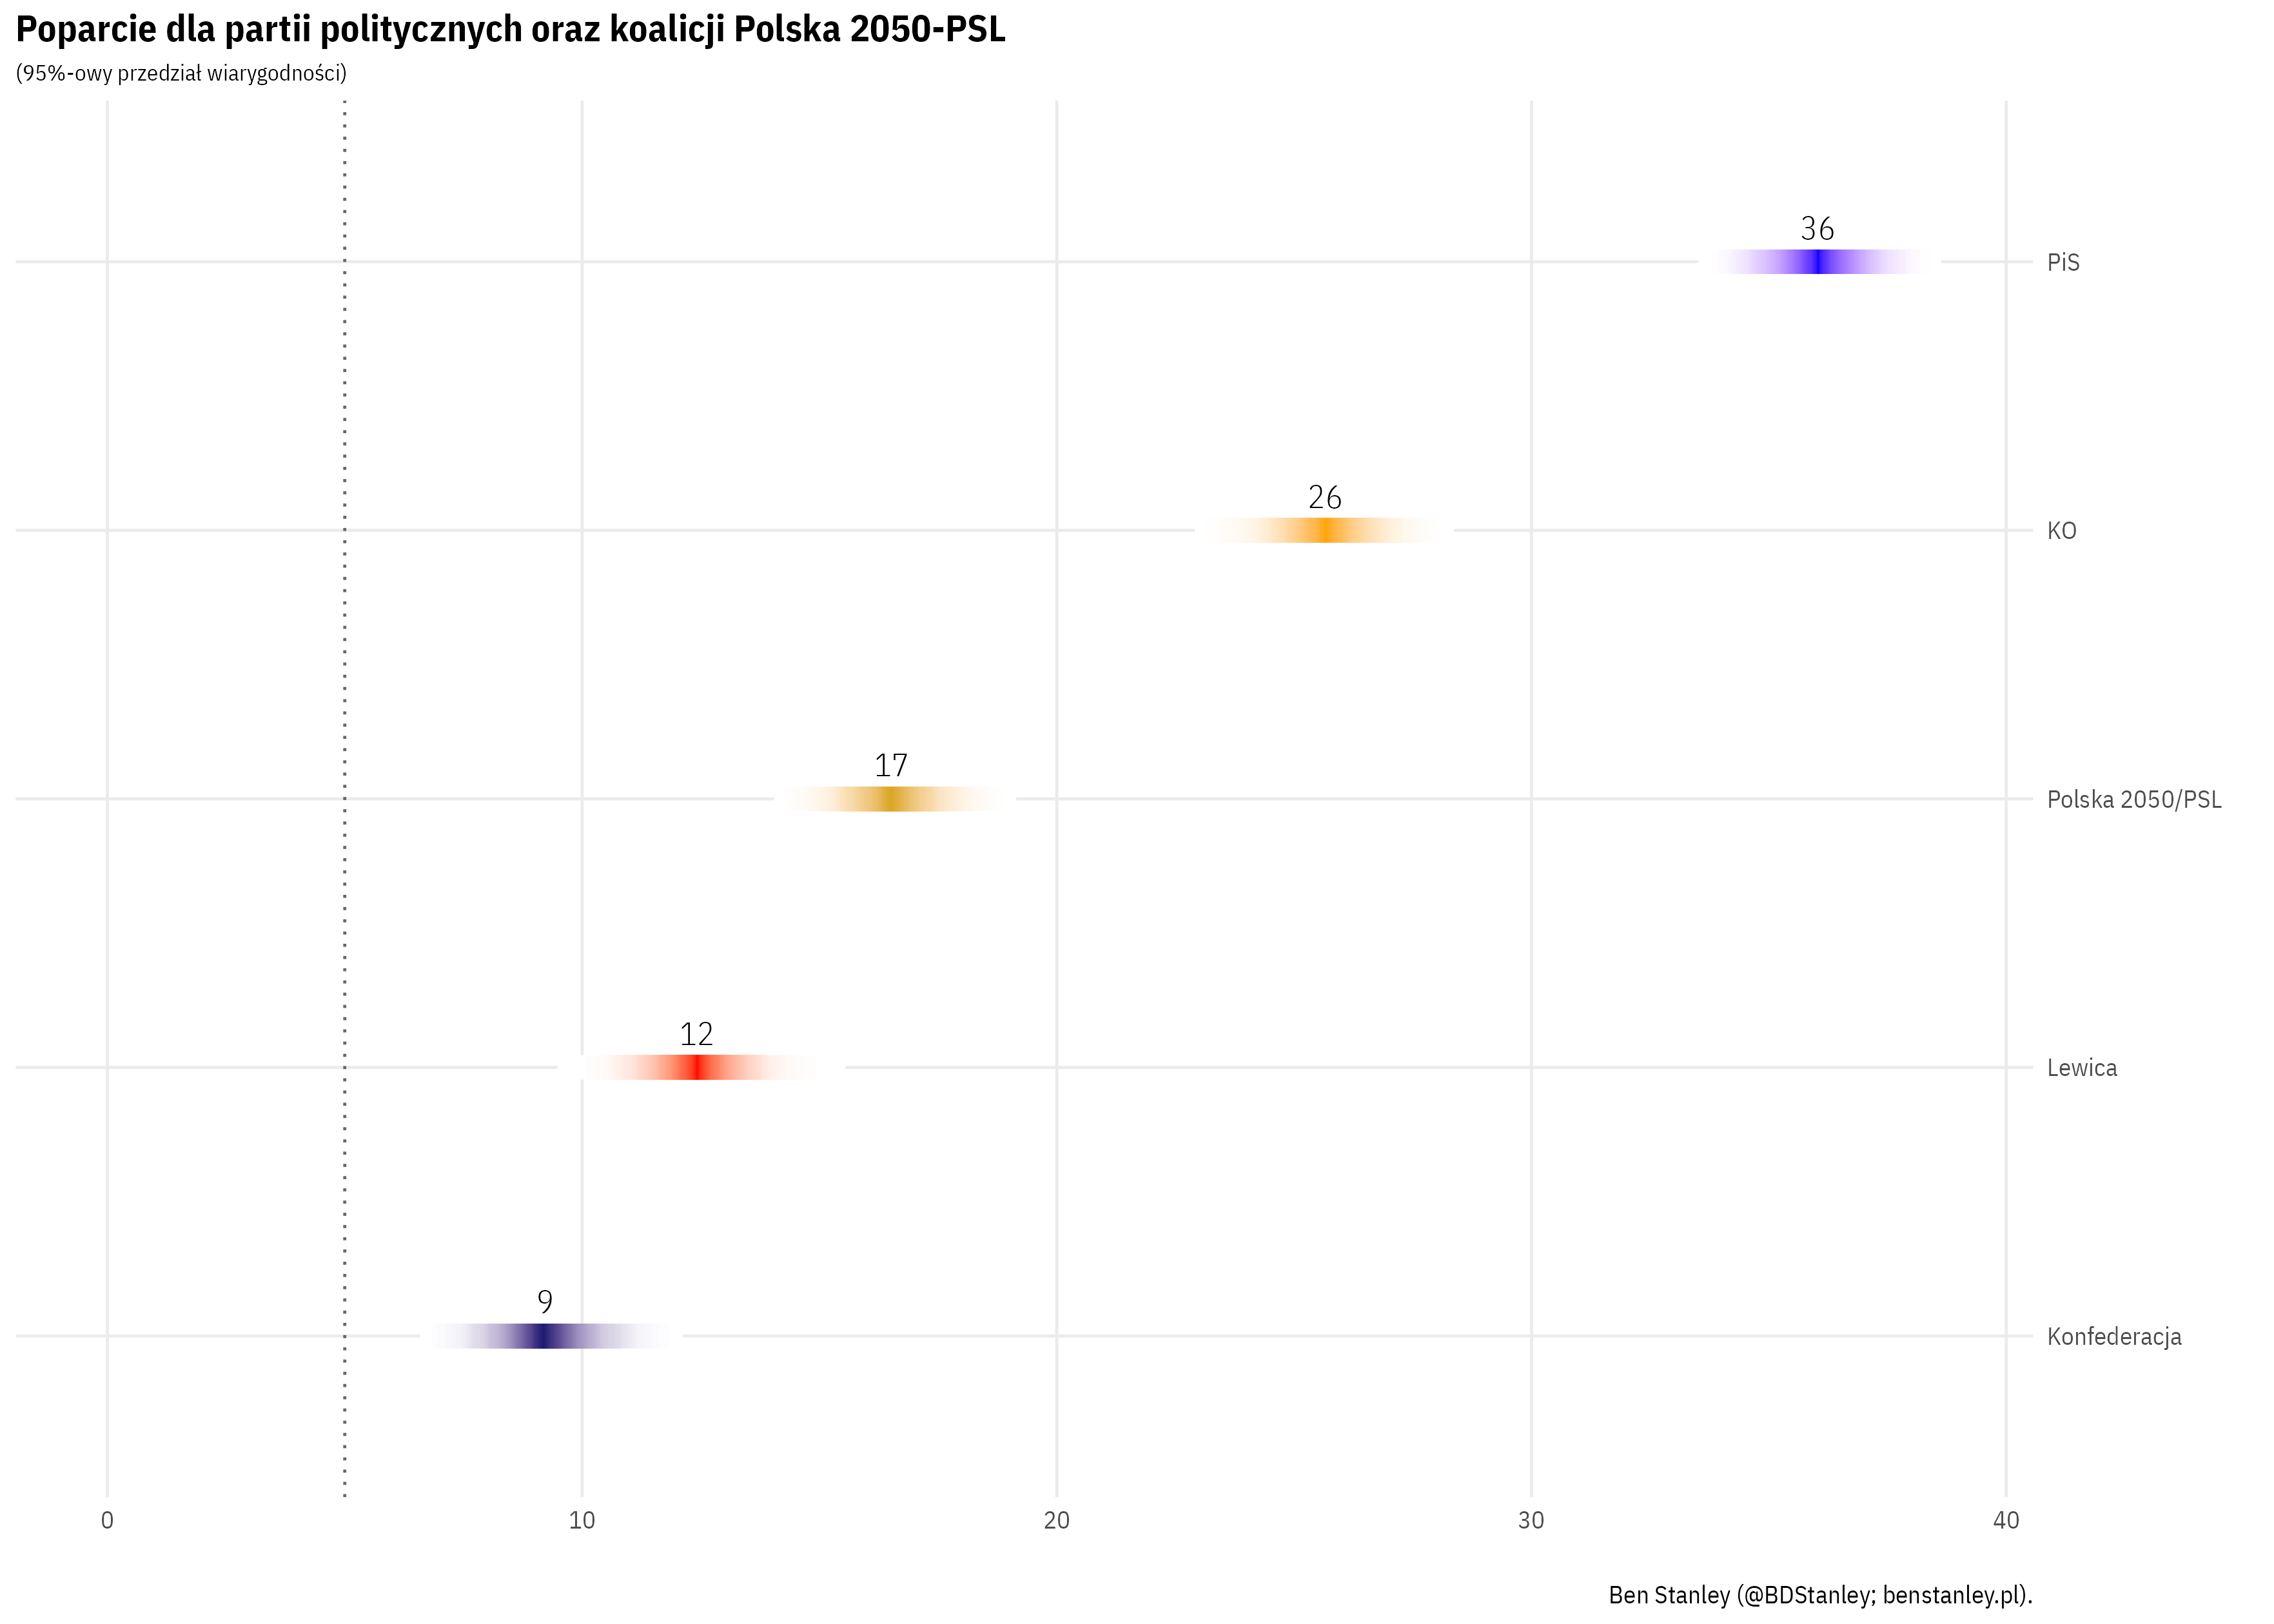 Poparcie dla partii politycznych oraz koalicji Polska 2050-PSL
(95%-owy przedział wiarygodności)
36
PiS
26
KO
17
Polska 2050/PSL
12
Lewica
9
Konfederacja
0 10 20 30 40
Ben Stanley (@BDStanley; benstanley.pl).